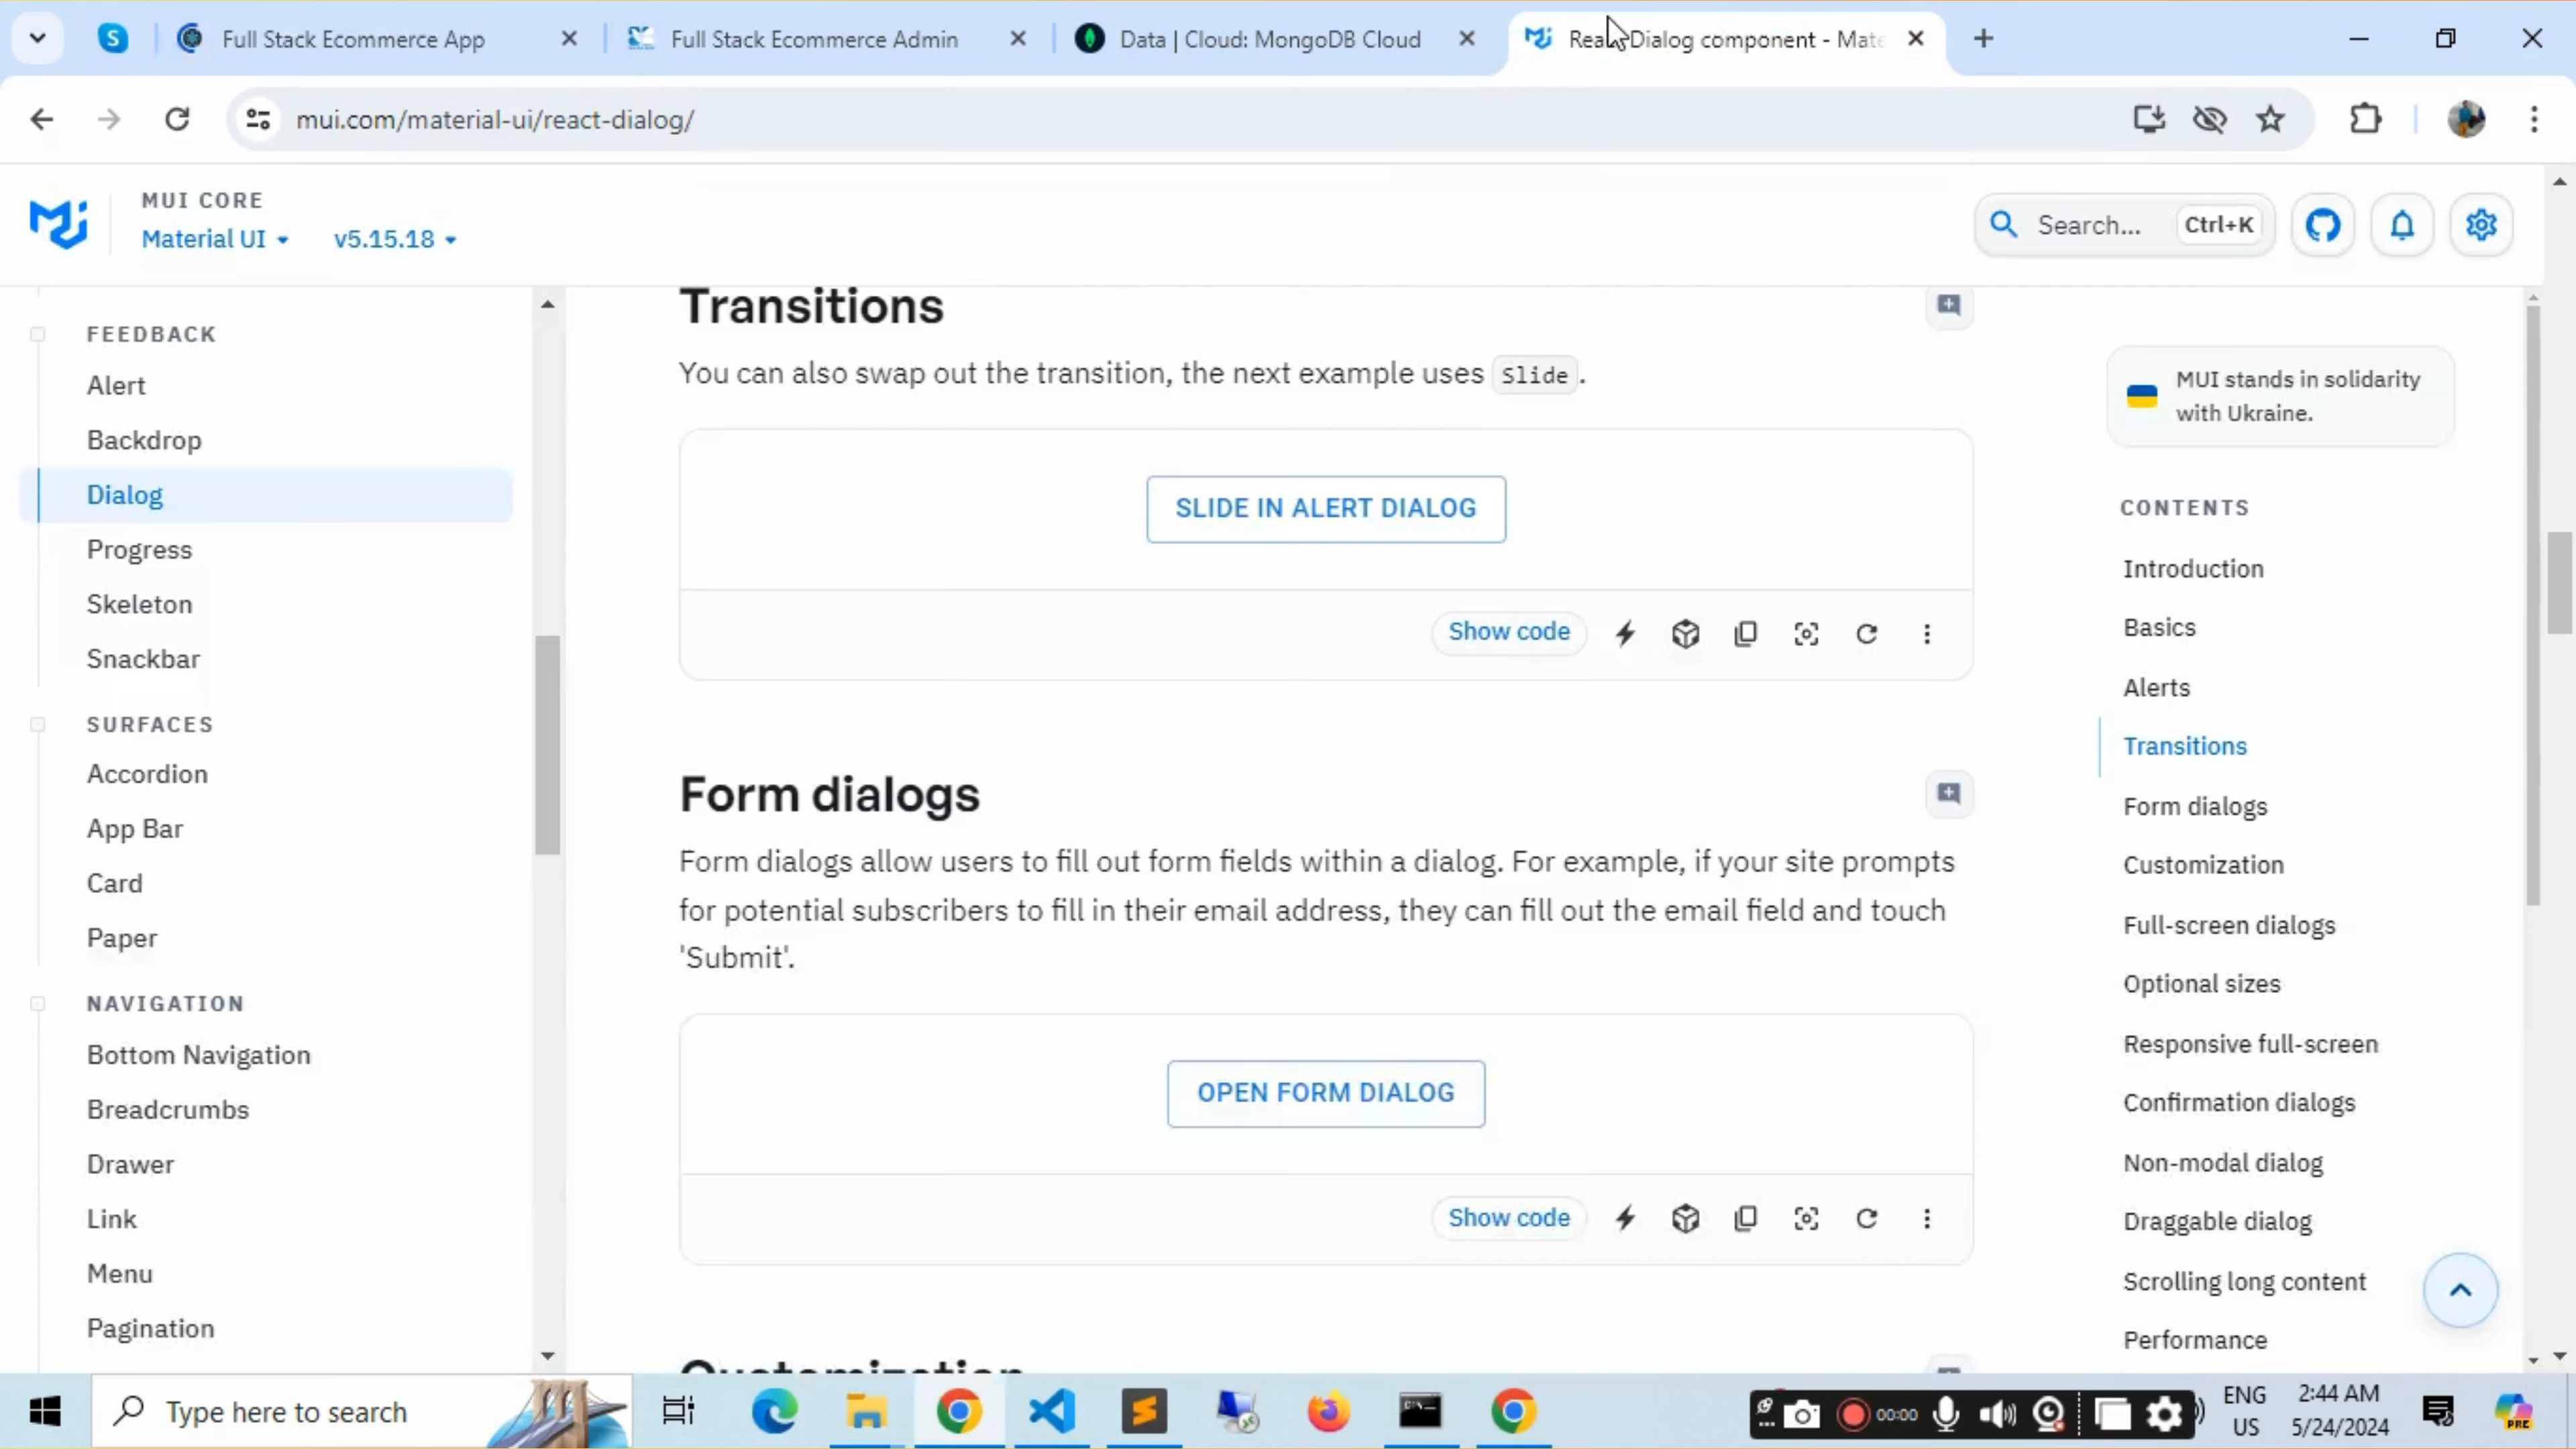 Full Stack Ecommerce App
Full Stack Ecommerce Admin
Data | Cloud: MongoDB Cloud
Dialog component - Mate
mui.com/material-ui/react-dialog/
MUI CORE
Material UI
v5.15.18
Search...
Ctrl+K
FEEDBACK
Alert
Backdrop
Dialog
Progress
Skeleton
Snackbar
SURFACES
Accordion
App Bar
Card
Paper
NAVIGATION
Bottom Navigation
Breadcrumbs
Drawer
Link
Menu
Pagination
Transitions
You can also swap out the transition, the next example uses Slide.
SLIDE IN ALERT DIALOG
Show code
Form dialogs
Form dialogs allow users to fill out form fields within a dialog. For example, if your site prompts
for potential subscribers to fill in their email address, they can fill out the email field and touch
'Submit'.
OPEN FORM DIALOG
Show code
Customization
MUI stands in solidarity
with Ukraine.
CONTENTS
Introduction
Basics
Alerts
Transitions
Form dialogs
Customization
Full-screen dialogs
Optional sizes
Responsive full-screen
Confirmation dialogs
Non-modal dialog
Draggable dialog
Scrolling long content
Performance
Type here to search
00:00
ENG
US
2:44 AM
5/24/2024
PRE